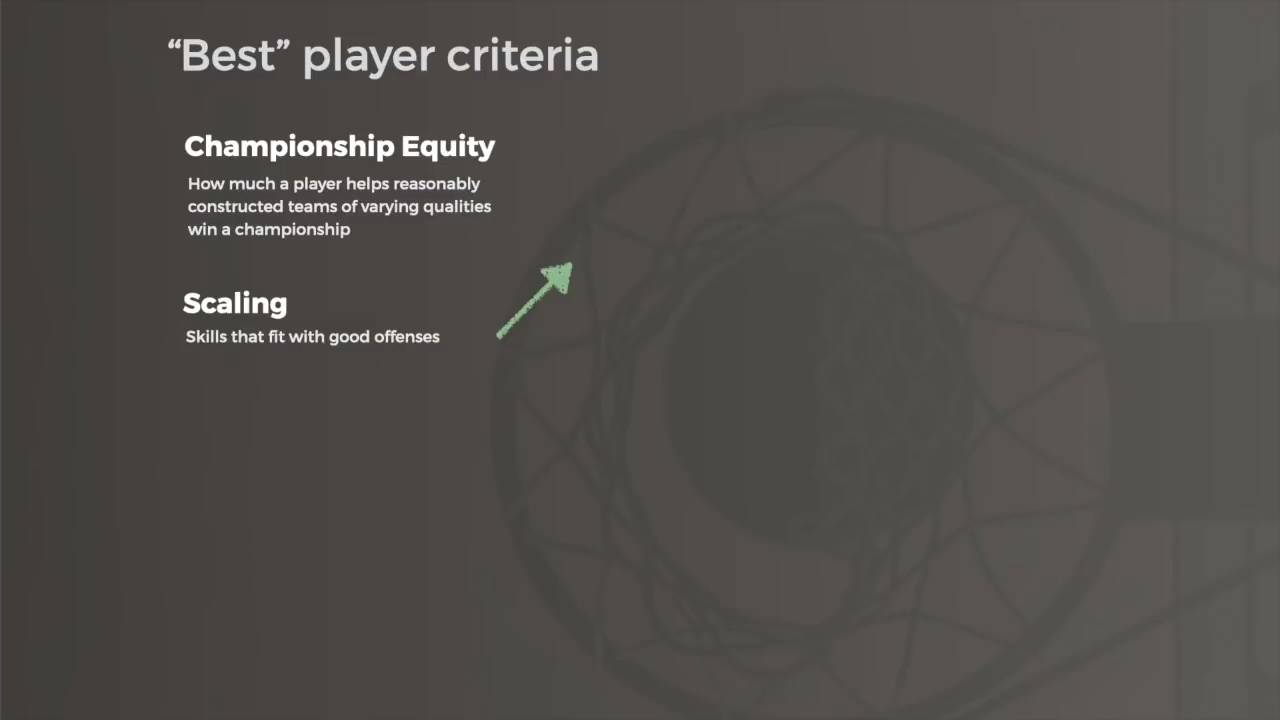 “Best” player criteria
Championship Equity
How much a player helps reasonably
constructed teams of varying qualities
win a championship
Scaling
Skills that fit with good offenses